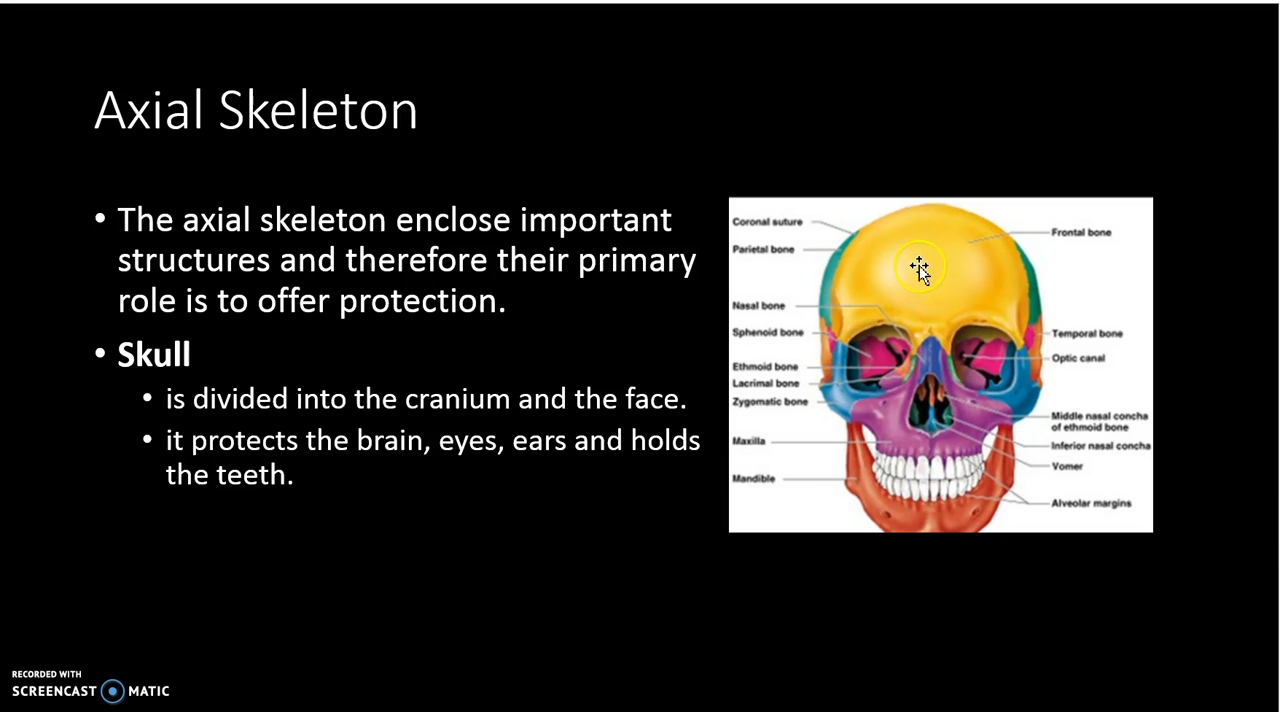 Axial Skeleton
• The axial skeleton enclose important
structures and therefore their primary
role is to offer protection.
• Skull
• is divided into the cranium and the face.
• it protects the brain, eyes, ears and holds
the teeth.
Coronal suture
Parietal bone
Nasal bone
Sphenoid bone
Ethmoid bone
Lacrimal bone
Zygomatic bone
Maxilla
Mandible
Frontal bone
Temporal bone
Optic canal
Middle nasal concha
of ethmoid bone
Inferior nasal concha
Vomer
Alveolar margins
RECORDED WITH
SCREENCAST MATIC